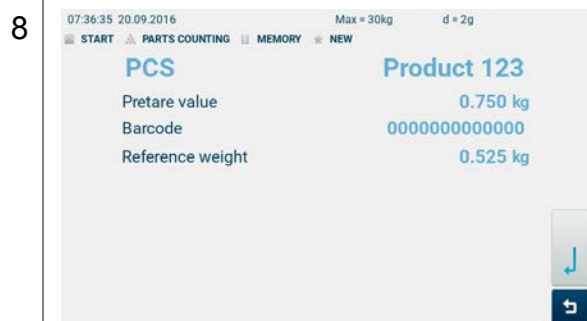 8
07:36:35 20.09.2016 Max = 30kg d = 2g
START PARTS COUNTING MEMORY NEW
PCS Product 123
Pretare value 0.750 kg
Barcode 0000000000000
Reference weight 0.525 kg